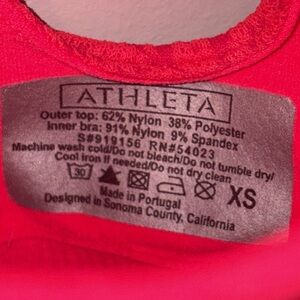 ATHLETA
Outer top: 62% Nylon 38% Polyester
Inner bra: 91% Nylon 9% Spandex
S#919156 RN#54023
Machine wash cold/Do not bleach/Do not tumble dry/
Cool iron if needed/Do not dry clean
30 XS
Made in Portugal
Designed in Sonoma County, California